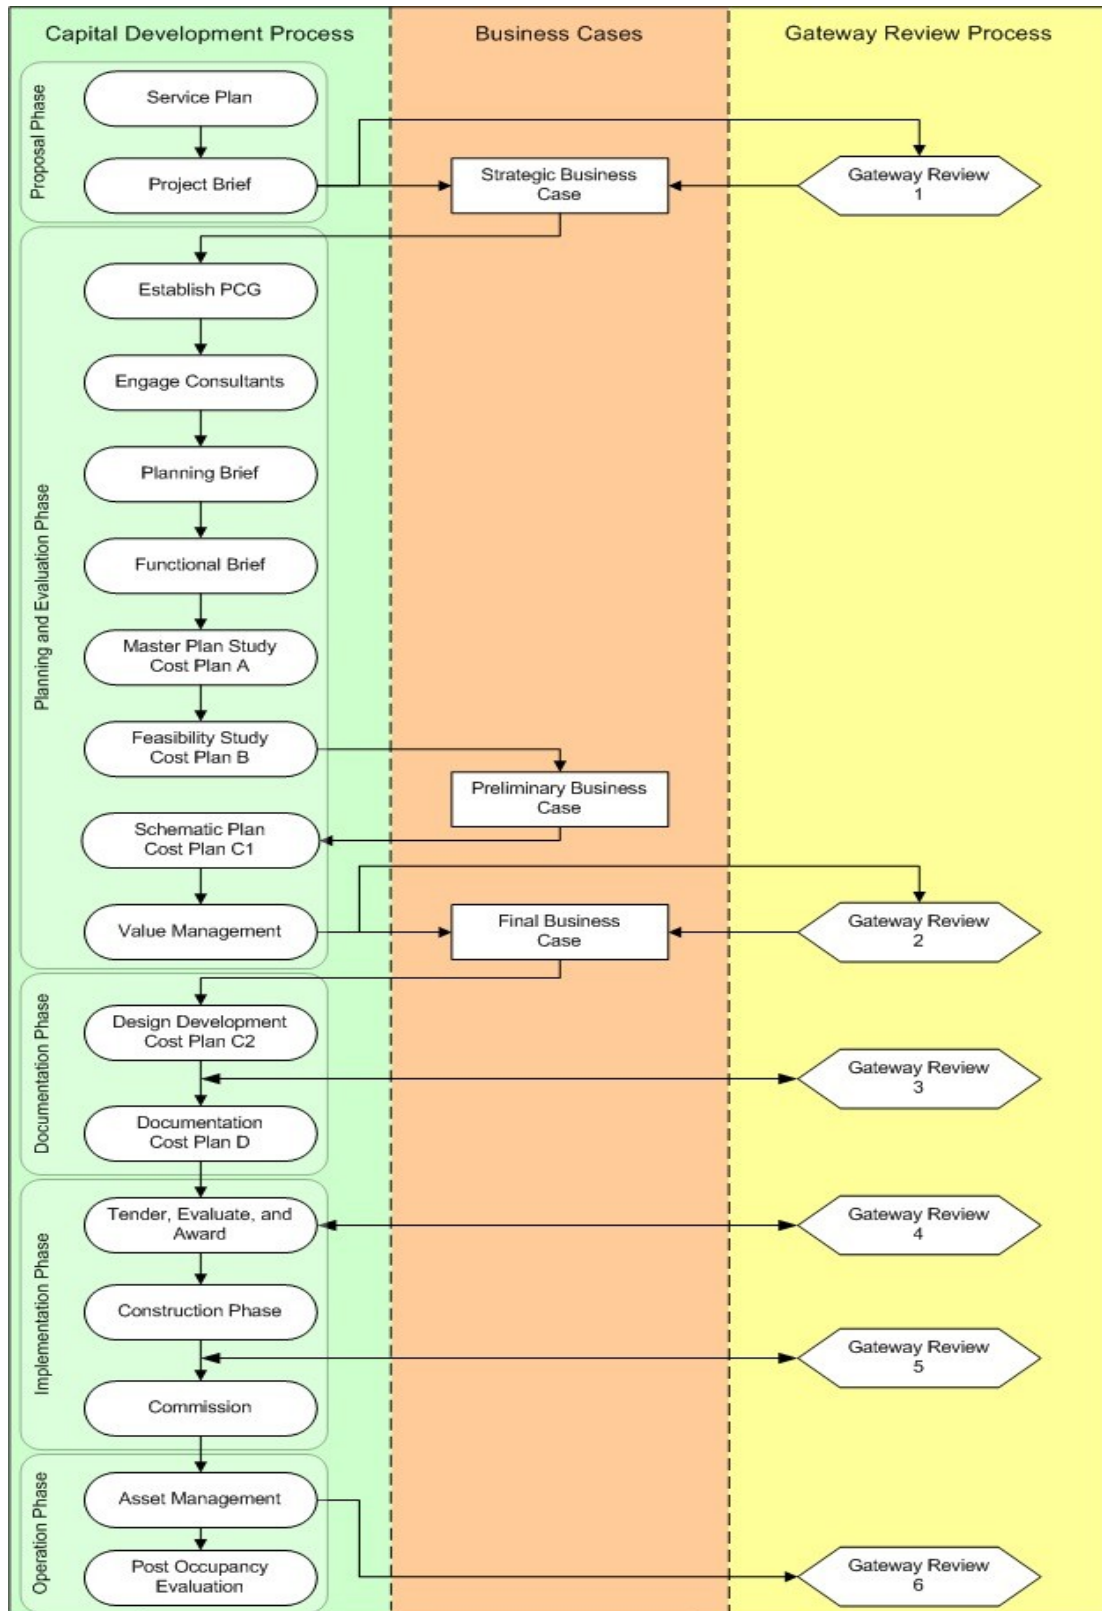 Capital Development Process
Business Cases
Gateway Review Process
Proposal Phase
Service Plan
Project Brief
Strategic Business
Case
Gateway Review
1
Planning and Evaluation Phase
Establish PCG
Engage Consultants
Planning Brief
Functional Brief
Master Plan Study
Cost Plan A
Feasibility Study
Cost Plan B
Preliminary Business
Case
Schematic Plan
Cost Plan C1
Value Management
Final Business
Case
Gateway Review
2
Documentation Phase
Design Development
Cost Plan C2
Gateway Review
3
Documentation
Cost Plan D
Implementation Phase
Tender, Evaluate, and
Award
Gateway Review
4
Construction Phase
Gateway Review
5
Commission
Operation Phase
Asset Management
Post Occupancy
Evaluation
Gateway Review
6